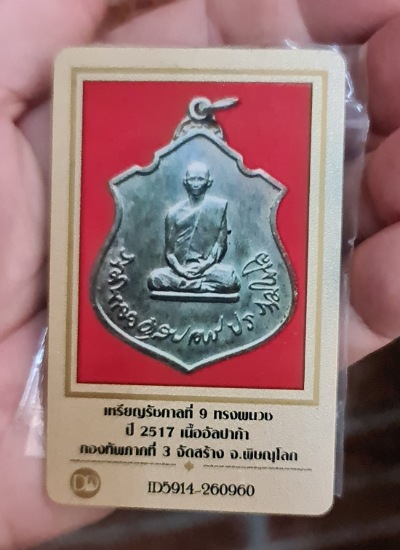 เหรียญรัชกาลที่ 9 ทรงผนวช
ปี 2517 เนื้ออัลปาก้า
กองทัพภาคที่ 3 จัดสร้าง จ.พิษณุโลก
ID5914-260960